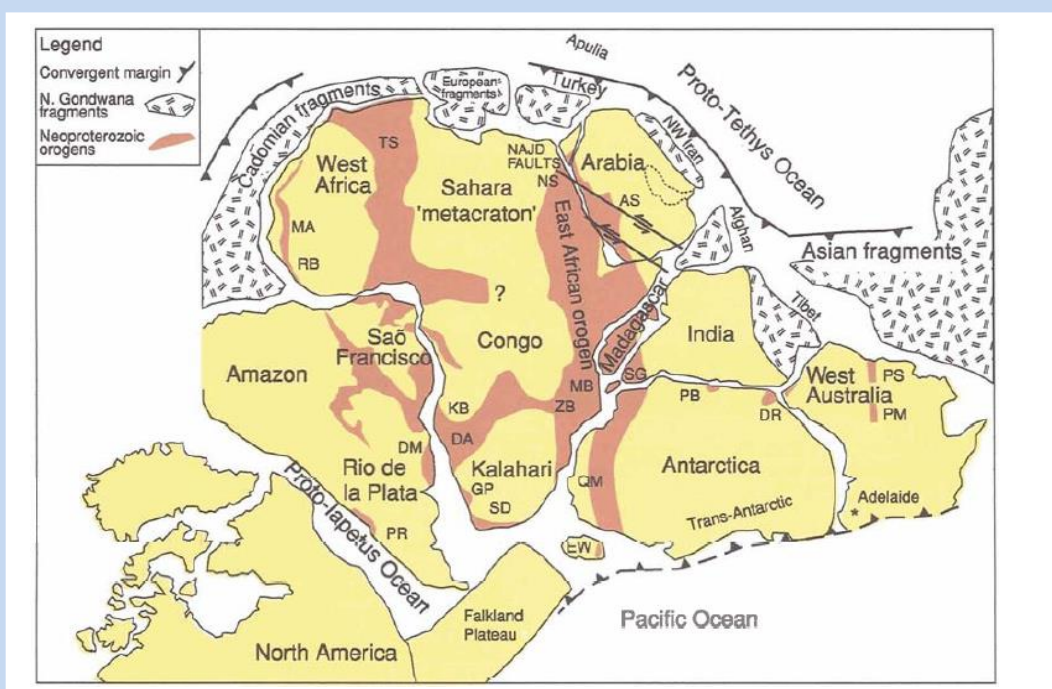 Legend
Convergent margin
N. Gondwana
fragments
Neoproterozoic
orogens
Apulia
Proto-Tethys Ocean
Cadomian fragments
European
fragments
Turkey
NW Iran
TS
West
Africa
NAJD
FAULTS
NS
Arabia
Sahara
'metacraton'
AS
MA
RB
East African orogen
Afghan
Asian fragments
?
Madagascar
Tibet
Saõ
Francisco
Congo
India
Amazon
MB
SG
West
Australia
PS
PM
KB
ZB
PB
DR
DA
DM
Rio de
la Plata
Kalahari
GP
SD
QM
Antarctica
Trans-Antarctic
Adelaide
*
Proto-Iapetus Ocean
PR
EW
Falkland
Plateau
Pacific Ocean
North America